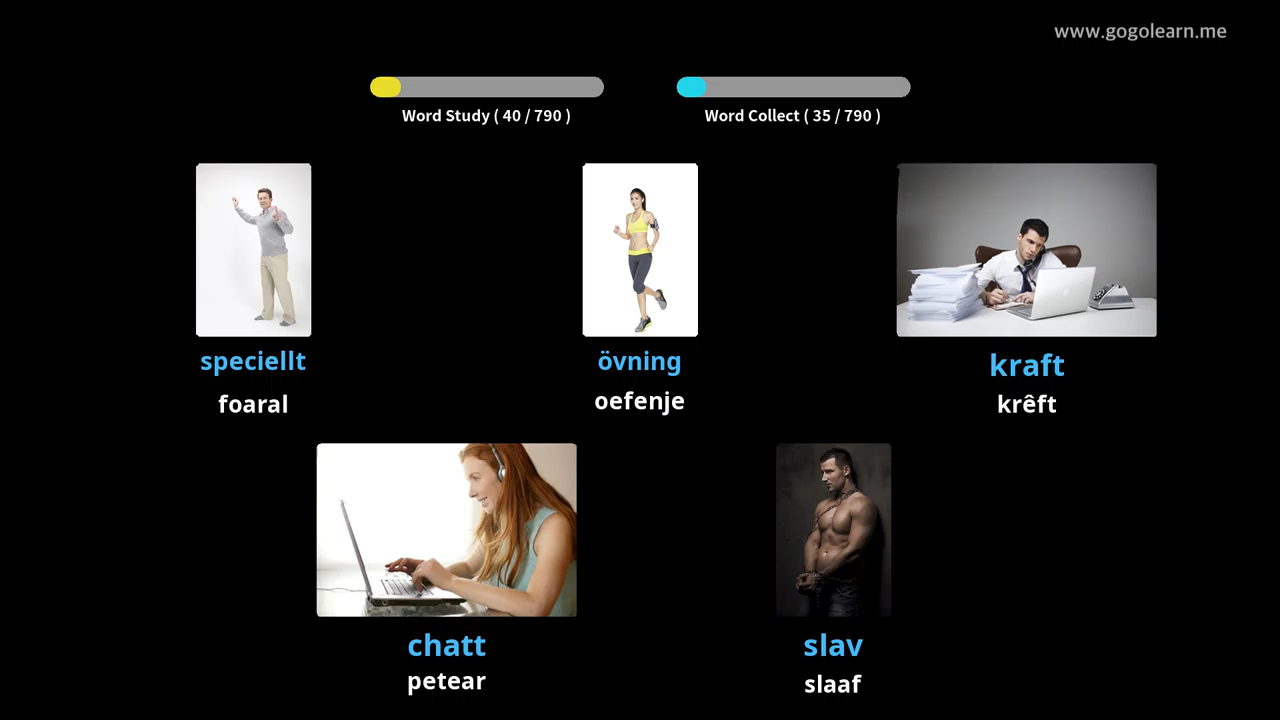 www.gogolearn.me
Word Study ( 40 / 790 )
Word Collect ( 35 / 790 )
speciellt
foaral
övning
oefenje
kraft
krêft
chatt
petear
slav
slaaf